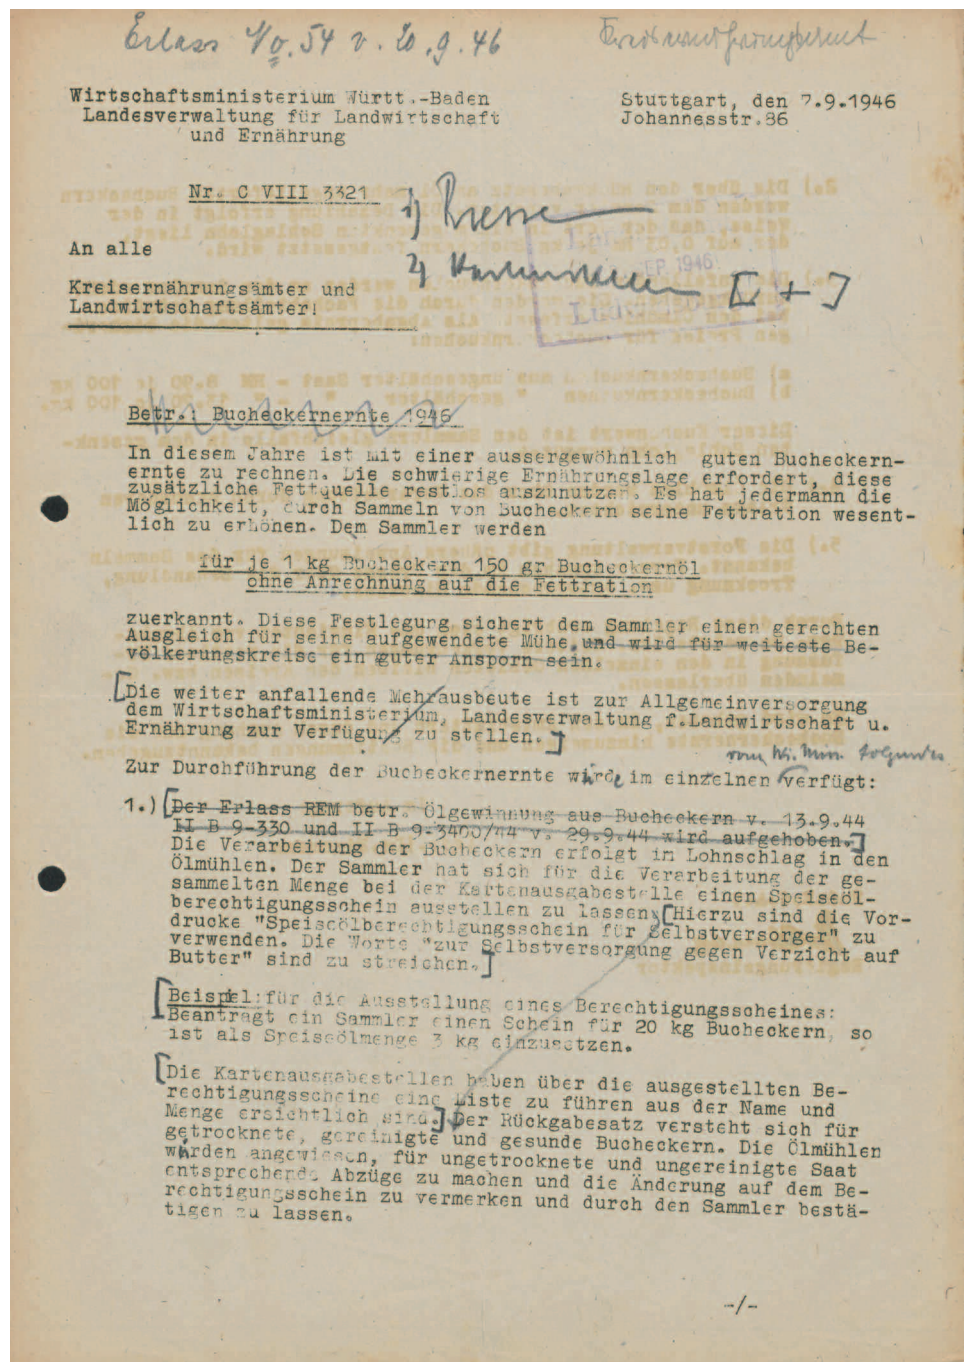 Erlass No. 54 v. 20.9.46
Wirtschaftsministerium Württ.-Baden
Landesverwaltung für Landwirtschaft
und Ernährung
Stuttgart, den 7.9.1946
Johannesstr.86
Nr. C VIII 3321
1) Presse
An alle
2)
[ + ]
SEP 1946
Kreisernährungsämter und
Landwirtschaftsämter!
Betr.: Bucheckernernte 1946
In diesem Jahre ist mit einer aussergewöhnlich guten Bucheckern-
ernte zu rechnen. Die schwierige Ernährungslage erfordert, diese
zusätzliche Fettquelle restlos auszunutzen. Es hat jedermann die
Möglichkeit, durch Sammeln von Bucheckern seine Fettration wesent-
lich zu erhöhen. Dem Sammler werden
für je 1 kg Bucheckern 150 gr Bucheckernöl
ohne Anrechnung auf die Fettration
zuerkannt. Diese Festlegung sichert dem Sammler einen gerechten
Ausgleich für seine aufgewendete Mühe, und wird für weiteste Be-
völkerungskreise ein guter Ansporn sein.
[Die weiter anfallende Mehrausbeute ist zur Allgemeinversorgung
dem Wirtschaftsministerium, Landesverwaltung f.Landwirtschaft u.
Ernährung zur Verfügung zu stellen.]
vom Wi. Min. folgendes
Zur Durchführung der Bucheckernernte wurde im einzelnen verfügt:
1.) [Der Erlass REM betr. Ölgewinnung aus Bucheckern v. 13.9.44
II B 9-330 und II B 9-3400/44 v. 29.9.44 wird aufgehoben.]
Die Verarbeitung der Bucheckern erfolgt im Lohnschlag in den
Ölmühlen. Der Sammler hat sich für die Verarbeitung der ge-
sammelten Menge bei der Kartenausgabestelle einen Speiseöl-
berechtigungsschein ausstellen zu lassen. [Hierzu sind die Vor-
drucke "Speiseölberechtigungsschein für Selbstversorger" zu
verwenden. Die Worte "zur Selbstversorgung gegen Verzicht auf
Butter" sind zu streichen.]
[Beispiel: für die Ausstellung eines Berechtigungsscheines:
Beantragt ein Sammler einen Schein für 20 kg Bucheckern, so
ist als Speiseölmenge 3 kg einzusetzen.
[Die Kartenausgabestellen haben über die ausgestellten Be-
rechtigungsscheine eine Liste zu führen aus der Name und
Menge ersichtlich sind.] Der Rückgabesatz versteht sich für
getrocknete, gereinigte und gesunde Bucheckern. Die Ölmühlen
wurden angewiesen, für ungetrocknete und ungereinigte Saat
entsprechende Abzüge zu machen und die Änderung auf dem Be-
rechtigungsschein zu vermerken und durch den Sammler bestä-
tigen zu lassen.
-/-